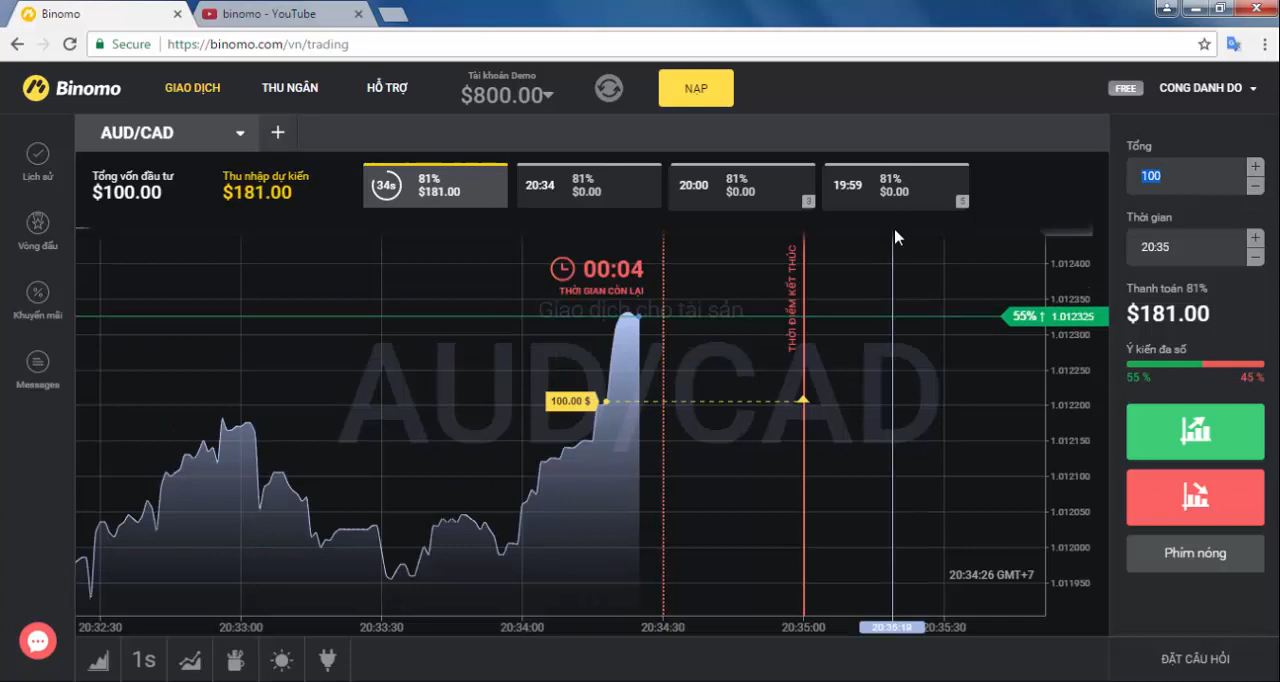 Binomo
binomo - YouTube
Secure
https://binomo.com/vn/trading
Binomo
GIAO DỊCH
THU NGÂN
HỖ TRỢ
Tài khoản Demo
$800.00
NẠP
FREE
CONG DANH DO
AUD/CAD
+
Lịch sử
Vòng đấu
Khuyến mãi
Messages
Tổng vốn đầu tư
$100.00
Thu nhập dự kiến
$181.00
34s
81%
$181.00
20:34
81%
$0.00
20:00
81%
$0.00
3
19:59
81%
$0.00
5
00:04
THỜI GIAN CÒN LẠI
Giao dịch cho tài sản
AUD/CAD
THỜI ĐIỂM KẾT THÚC
100.00 $
55% ↑ 1.012325
1.012400
1.012350
1.012300
1.012250
1.012200
1.012150
1.012100
1.012050
1.012000
1.011950
20:34:26 GMT+7
20:32:30
20:33:00
20:33:30
20:34:00
20:34:30
20:35:00
20:35:19
20:35:30
1s
Tổng
100
+
−
Thời gian
20:35
+
−
Thanh toán 81%
$181.00
Ý kiến đa số
55 %
45 %
Phím nóng
ĐẶT CÂU HỎI